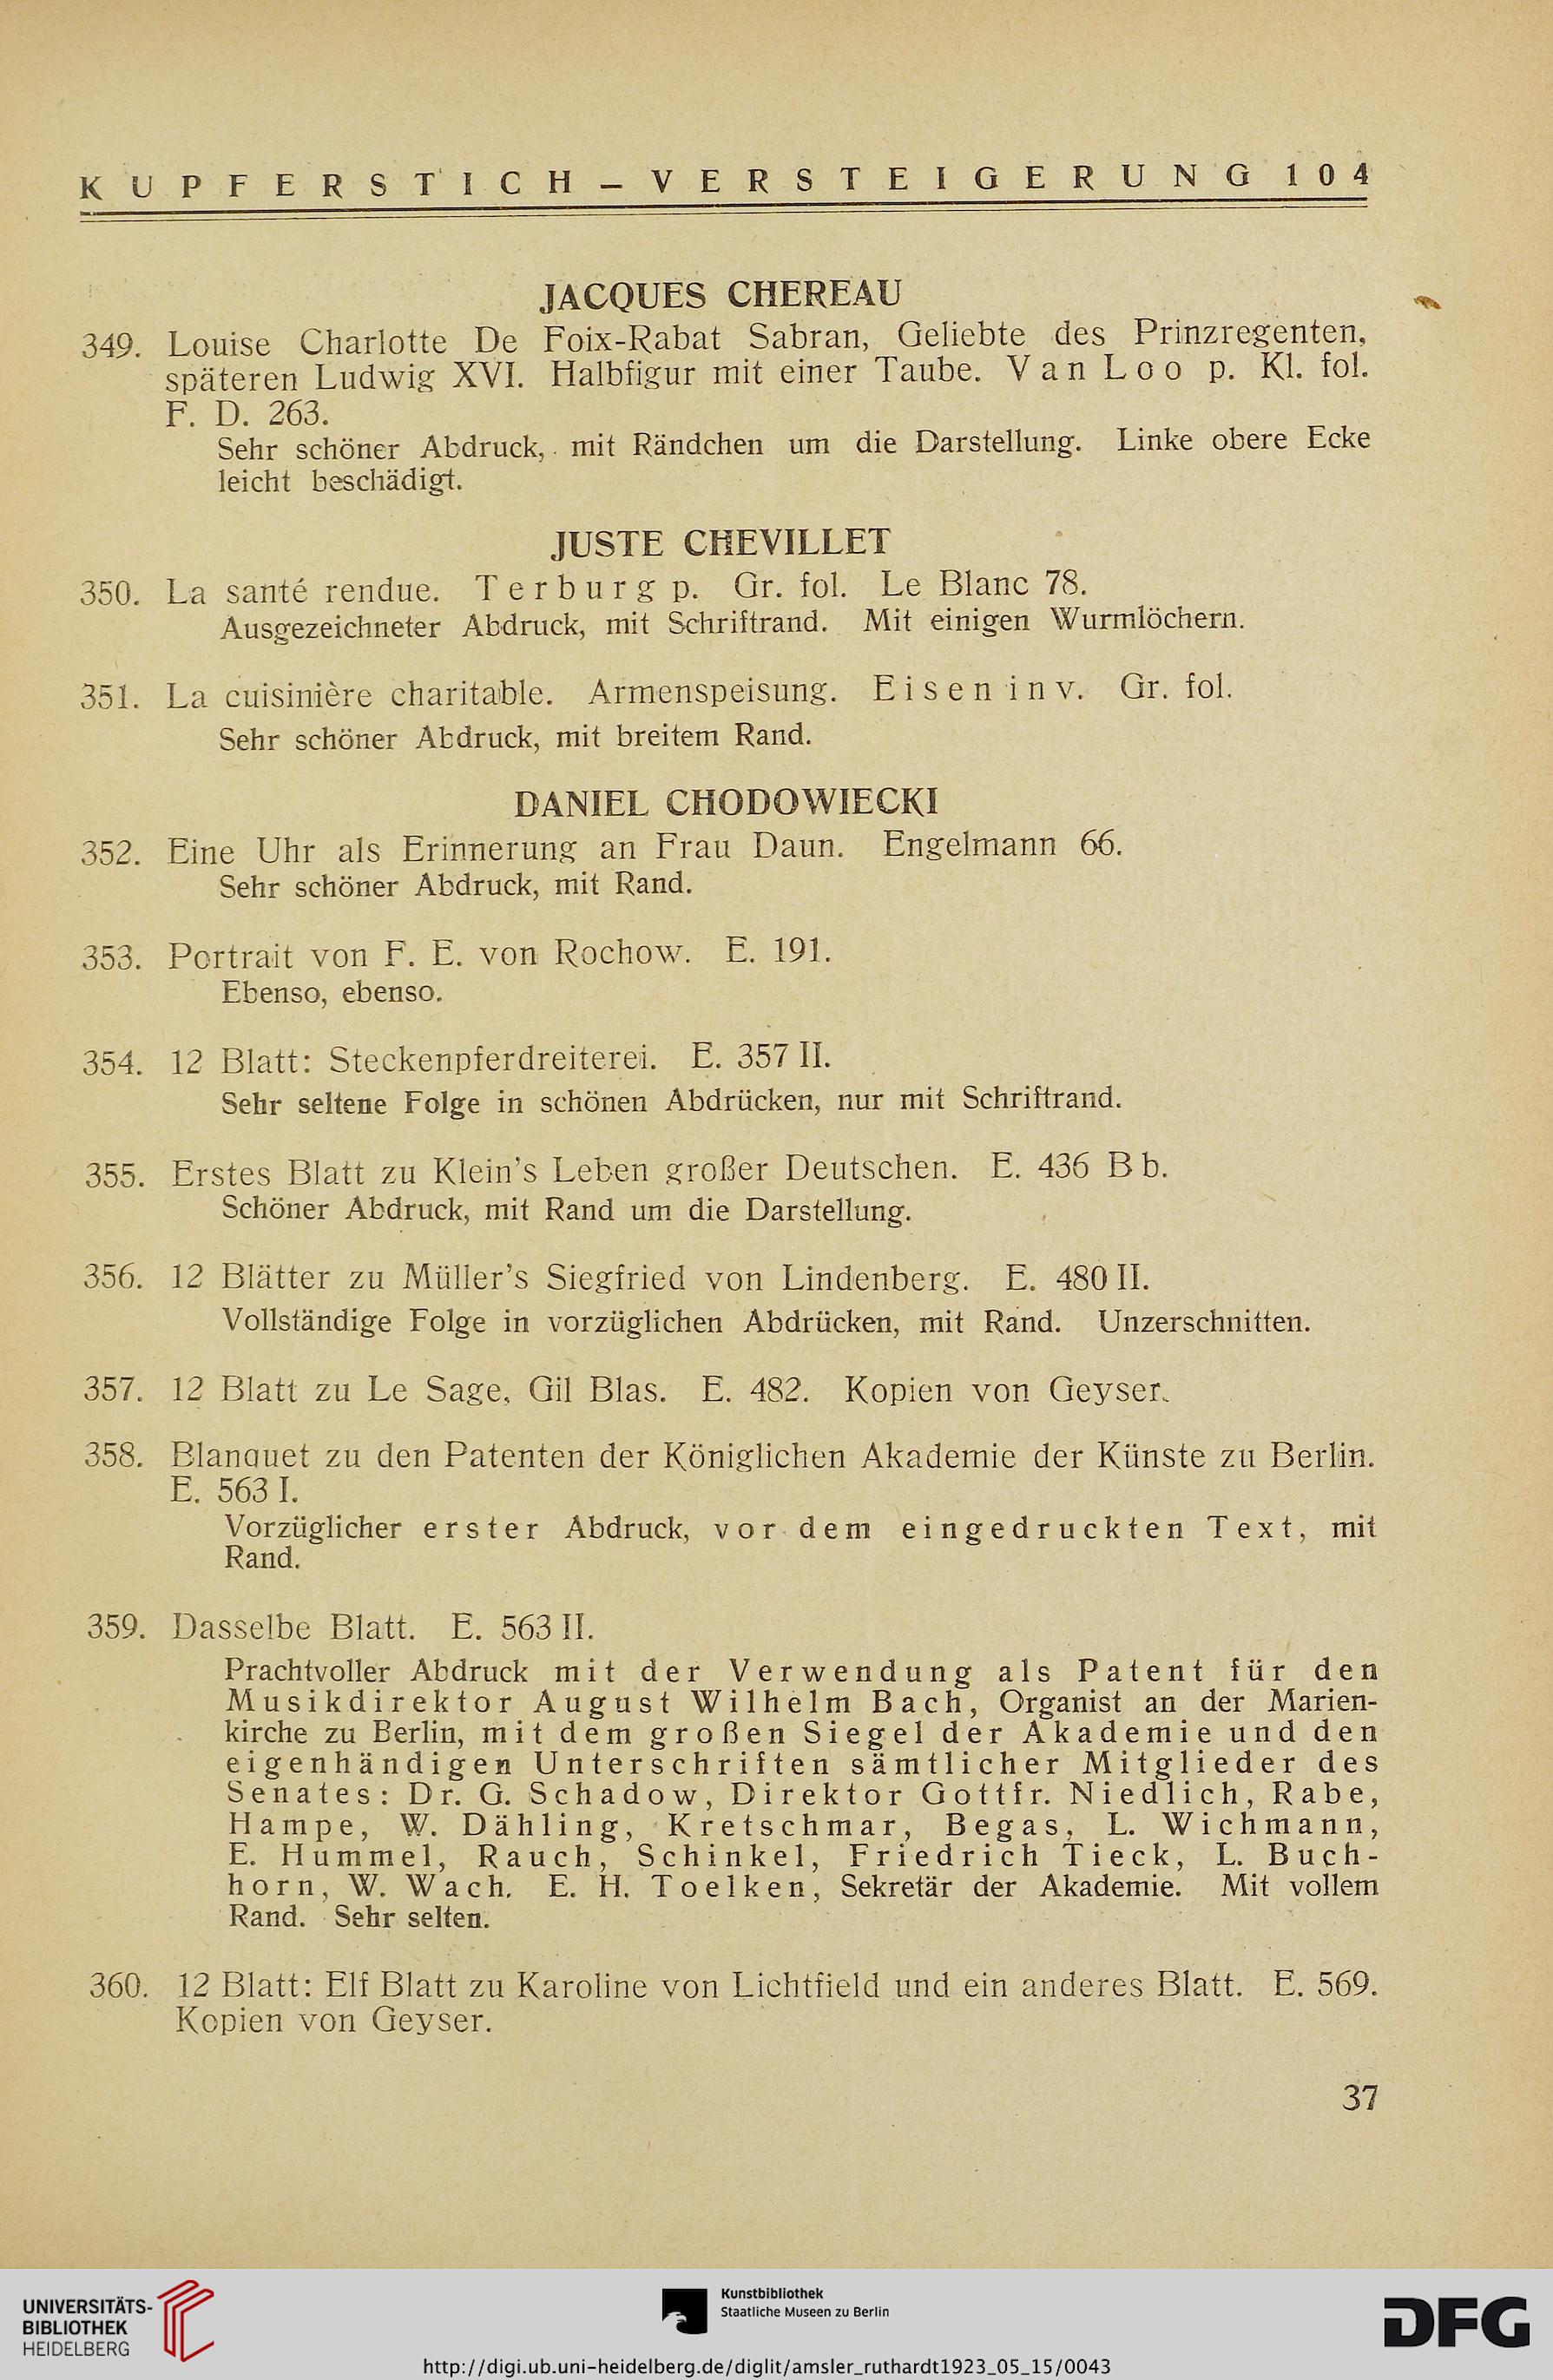 KUPFERSTICH – VERSTEIGERUNG 104
JACQUES CHEREAU
349. Louise Charlotte De Foix-Rabat Sabran, Geliebte des Prinzregenten,
späteren Ludwig XVI. Halbfigur mit einer Taube. Van Loo p. Kl. fol.
F. D. 263.
Sehr schöner Abdruck, mit Rändchen um die Darstellung. Linke obere Ecke
leicht beschädigt.
JUSTE CHEVILLET
350. La santé rendue. Terburg p. Gr. fol. Le Blanc 78.
Ausgezeichneter Abdruck, mit Schriftrand. Mit einigen Wurmlöchern.
351. La cuisinière charitable. Armenspeisung. Eisen inv. Gr. fol.
Sehr schöner Abdruck, mit breitem Rand.
DANIEL CHODOWIECKI
352. Eine Uhr als Erinnerung an Frau Daun. Engelmann 66.
Sehr schöner Abdruck, mit Rand.
353. Portrait von F. E. von Rochow. E. 191.
Ebenso, ebenso.
354. 12 Blatt: Steckenpferdreiterei. E. 357 II.
Sehr seltene Folge in schönen Abdrücken, nur mit Schriftrand.
355. Erstes Blatt zu Klein's Leben großer Deutschen. E. 436 B b.
Schöner Abdruck, mit Rand um die Darstellung.
356. 12 Blätter zu Müller's Siegfried von Lindenberg. E. 480 II.
Vollständige Folge in vorzüglichen Abdrücken, mit Rand. Unzerschnitten.
357. 12 Blatt zu Le Sage, Gil Blas. E. 482. Kopien von Geyser.
358. Blanquet zu den Patenten der Königlichen Akademie der Künste zu Berlin.
E. 563 I.
Vorzüglicher erster Abdruck, vor dem eingedruckten Text, mit
Rand.
359. Dasselbe Blatt. E. 563 II.
Prachtvoller Abdruck mit der Verwendung als Patent für den
Musikdirektor August Wilhelm Bach, Organist an der Marien-
kirche zu Berlin, mit dem großen Siegel der Akademie und den
eigenhändigen Unterschriften sämtlicher Mitglieder des
Senates: Dr. G. Schadow, Direktor Gottfr. Niedlich, Rabe,
Hampe, W. Dähling, Kretschmar, Begas, L. Wichmann,
E. Hummel, Rauch, Schinkel, Friedrich Tieck, L. Buch-
horn, W. Wach. E. H. Toelken, Sekretär der Akademie. Mit vollem
Rand. Sehr selten.
360. 12 Blatt: Elf Blatt zu Karoline von Lichtfield und ein anderes Blatt. E. 569.
Kopien von Geyser.
37
UNIVERSITÄTS-
BIBLIOTHEK
HEIDELBERG
Kunstbibliothek
Staatliche Museen zu Berlin
DFG
http://digi.ub.uni-heidelberg.de/diglit/amsler_ruthardt1923_05_15/0043